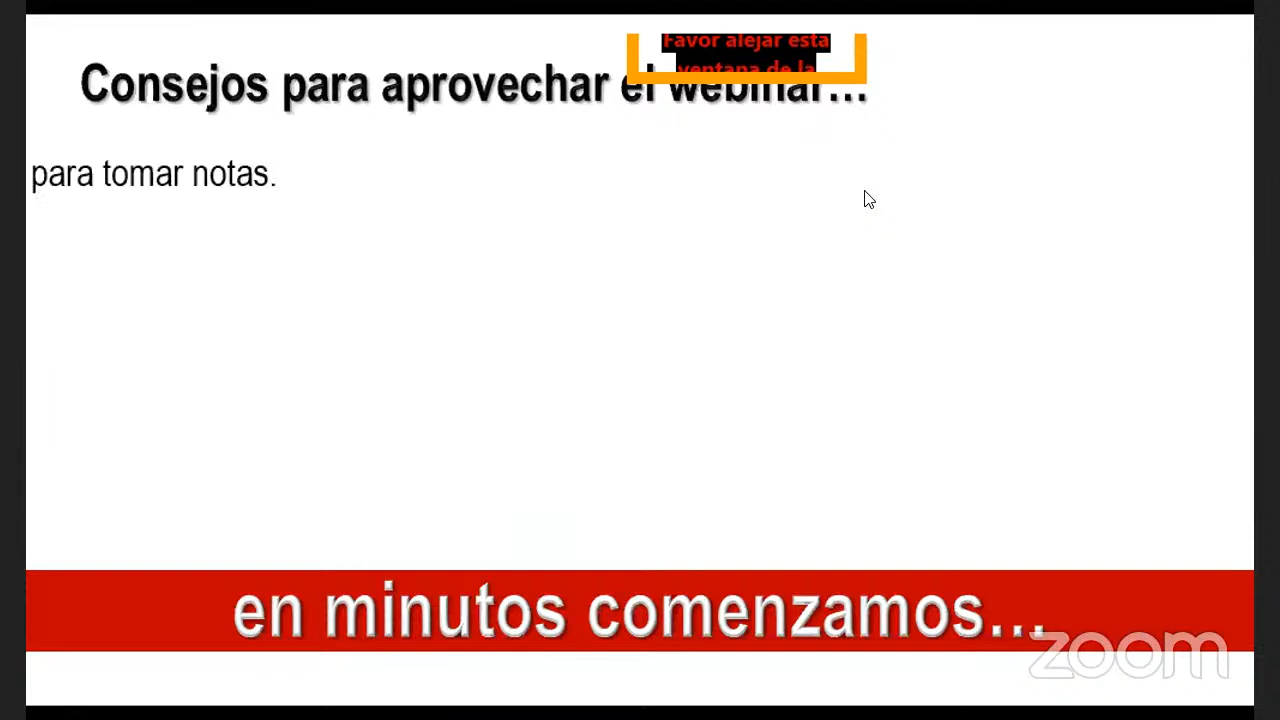 Favor alejar esta
ventana de la
Consejos para aprovechar el webinar...
para tomar notas.
en minutos comenzamos...
zoom